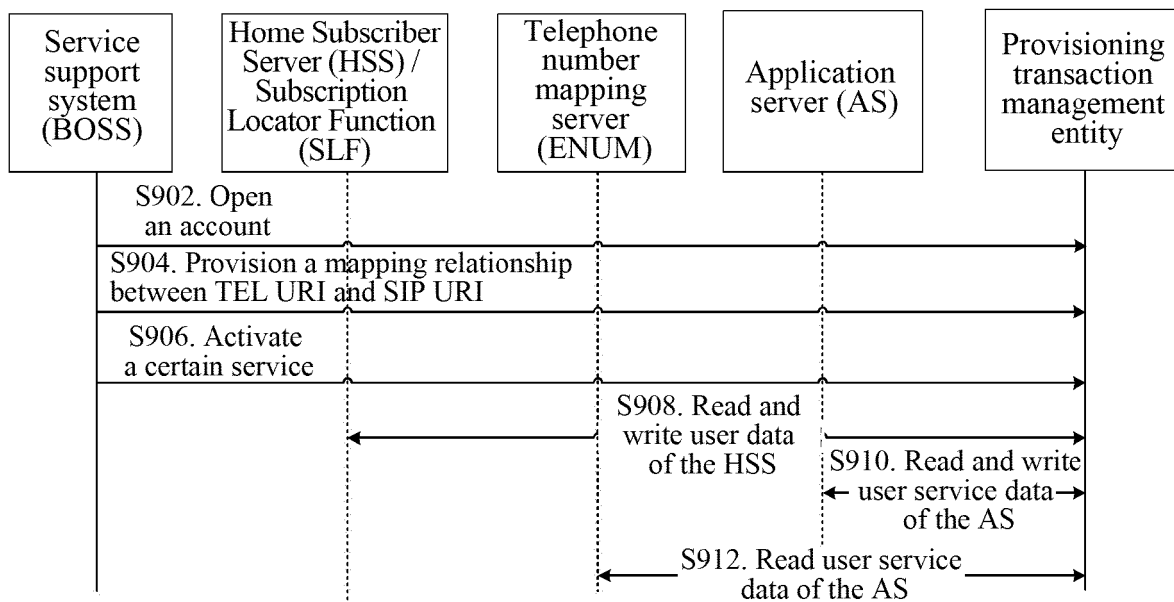 Service
support
system
(BOSS)
Home Subscriber
Server (HSS) /
Subscription
Locator Function
(SLF)
Telephone
number
mapping
server
(ENUM)
Application
server (AS)
Provisioning
transaction
management
entity
S902. Open
an account
S904. Provision a mapping relationship
between TEL URI and SIP URI
S906. Activate
a certain service
S908. Read and
write user data
of the HSS
S910. Read and write
user service data
of the AS
S912. Read user service
data of the AS